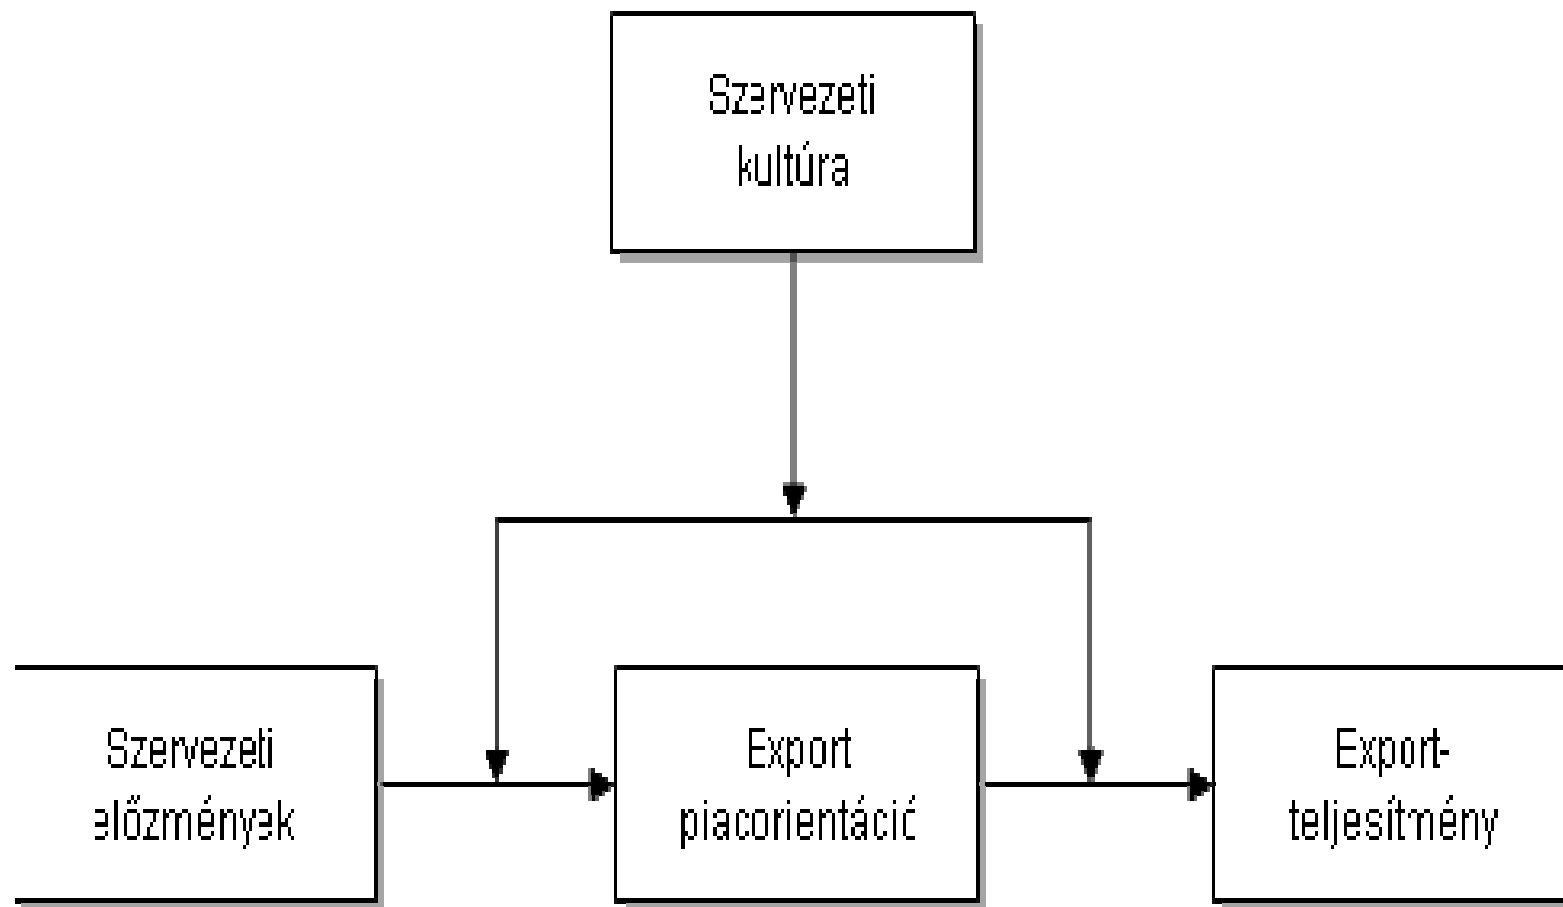 Szervezeti
kultúra
Szervezeti
előzmények
Export
piacorientáció
Export-
teljesítmény